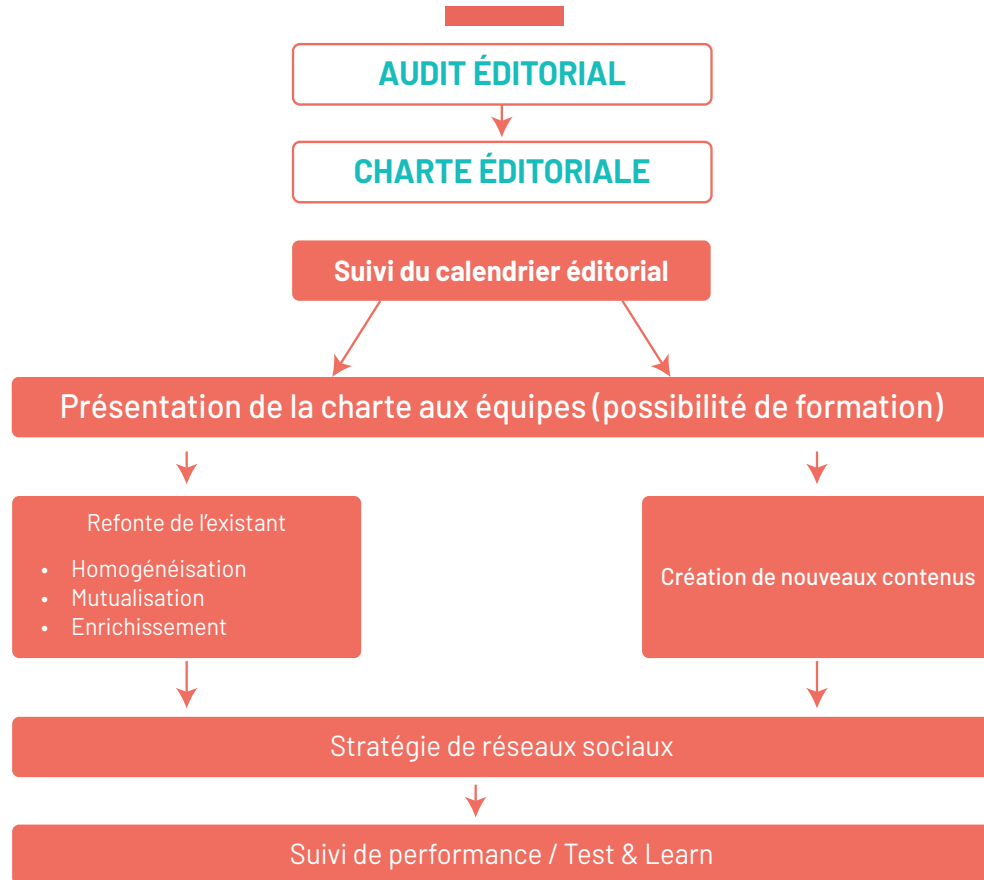 AUDIT ÉDITORIAL
CHARTE ÉDITORIALE
Suivi du calendrier éditorial
Présentation de la charte aux équipes (possibilité de formation)
Refonte de l'existant
• Homogénéisation
• Mutualisation
• Enrichissement
Création de nouveaux contenus
Stratégie de réseaux sociaux
Suivi de performance / Test & Learn